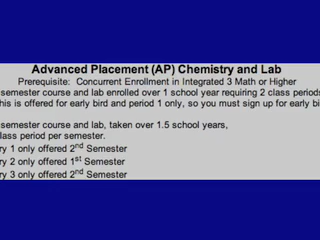 Advanced Placement (AP) Chemistry and Lab
Prerequisite: Concurrent Enrollment in Integrated 3 Math or Higher
semester course and lab enrolled over 1 school year requiring 2 class periods
his is offered for early bird and period 1 only, so you must sign up for early bi
semester course and lab, taken over 1.5 school years,
lass period per semester.
ry 1 only offered 2nd Semester
ry 2 only offered 1st Semester
ry 3 only offered 2nd Semester